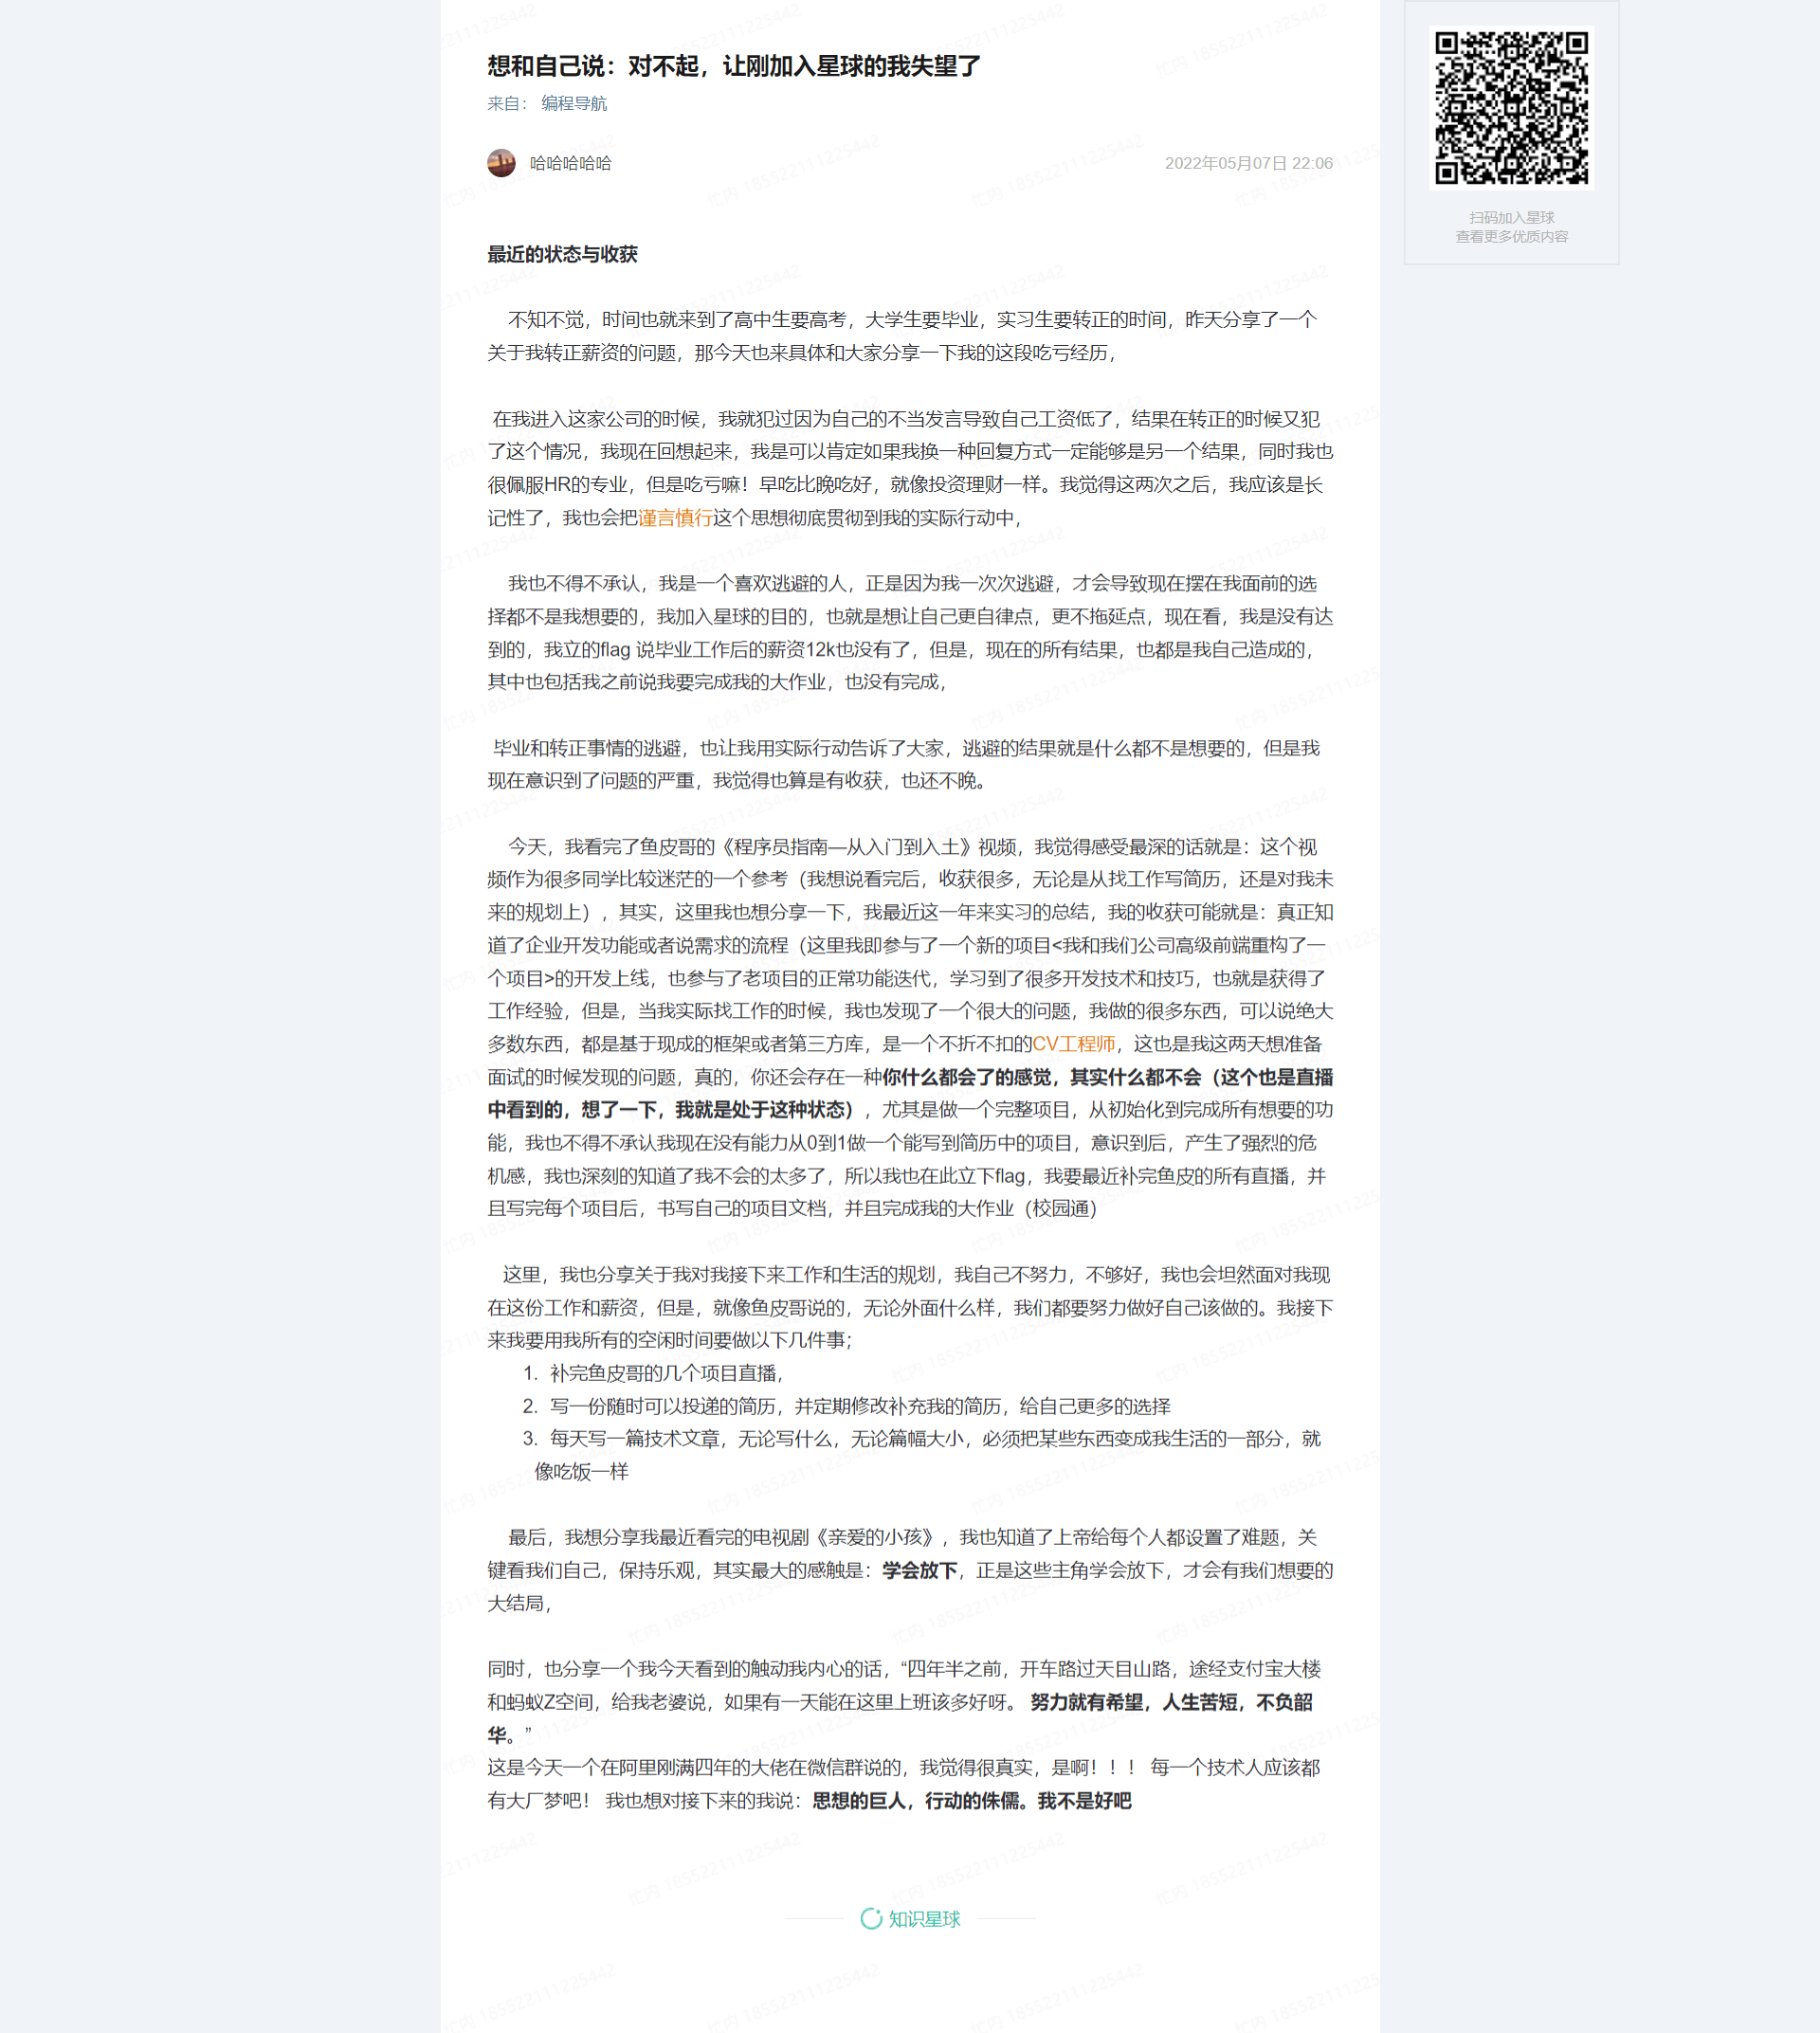 想和自己说：对不起，让刚加入星球的我失望了
来自： 编程导航
哈哈哈哈哈
2022年05月07日 22:06
扫码加入星球
查看更多优质内容
最近的状态与收获
不知不觉，时间也就来到了高中生要高考，大学生要毕业，实习生要转正的时间，昨天分享了一个
关于我转正薪资的问题，那今天也来具体和大家分享一下我的这段吃亏经历，
在我进入这家公司的时候，我就犯过因为自己的不当发言导致自己工资低了，结果在转正的时候又犯
了这个情况，我现在回想起来，我是可以肯定如果我换一种回复方式一定能够是另一个结果，同时我也
很佩服HR的专业，但是吃亏嘛！早吃比晚吃好，就像投资理财一样。我觉得这两次之后，我应该是长
记性了，我也会把谨言慎行这个思想彻底贯彻到我的实际行动中，
我也不得不承认，我是一个喜欢逃避的人，正是因为我一次次逃避，才会导致现在摆在我面前的选
择都不是我想要的，我加入星球的目的，也就是想让自己更自律点，更不拖延点，现在看，我是没有达
到的，我立的flag 说毕业工作后的薪资12k也没有了，但是，现在的所有结果，也都是我自己造成的，
其中也包括我之前说我要完成我的大作业，也没有完成，
毕业和转正事情的逃避，也让我用实际行动告诉了大家，逃避的结果就是什么都不是想要的，但是我
现在意识到了问题的严重，我觉得也算是有收获，也还不晚。
今天，我看完了鱼皮哥的《程序员指南—从入门到入土》视频，我觉得感受最深的话就是：这个视
频作为很多同学比较迷茫的一个参考（我想说看完后，收获很多，无论是从找工作写简历，还是对我未
来的规划上），其实，这里我也想分享一下，我最近这一年来实习的总结，我的收获可能就是：真正知
道了企业开发功能或者说需求的流程（这里我即参与了一个新的项目<我和我们公司高级前端重构了一
个项目>的开发上线，也参与了老项目的正常功能迭代，学习到了很多开发技术和技巧，也就是获得了
工作经验，但是，当我实际找工作的时候，我也发现了一个很大的问题，我做的很多东西，可以说绝大
多数东西，都是基于现成的框架或者第三方库，是一个不折不扣的CV工程师，这也是我这两天想准备
面试的时候发现的问题，真的，你还会存在一种你什么都会了的感觉，其实什么都不会（这个也是直播
中看到的，想了一下，我就是处于这种状态），尤其是做一个完整项目，从初始化到完成所有想要的功
能，我也不得不承认我现在没有能力从0到1做一个能写到简历中的项目，意识到后，产生了强烈的危
机感，我也深刻的知道了我不会的太多了，所以我也在此立下flag，我要最近补完鱼皮的所有直播，并
且写完每个项目后，书写自己的项目文档，并且完成我的大作业（校园通）
这里，我也分享关于我对我接下来工作和生活的规划，我自己不努力，不够好，我也会坦然面对我现
在这份工作和薪资，但是，就像鱼皮哥说的，无论外面什么样，我们都要努力做好自己该做的。我接下
来我要用我所有的空闲时间要做以下几件事；
1. 补完鱼皮哥的几个项目直播，
2. 写一份随时可以投递的简历，并定期修改补充我的简历，给自己更多的选择
3. 每天写一篇技术文章，无论写什么，无论篇幅大小，必须把某些东西变成我生活的一部分，就
像吃饭一样
最后，我想分享我最近看完的电视剧《亲爱的小孩》，我也知道了上帝给每个人都设置了难题，关
键看我们自己，保持乐观，其实最大的感触是：学会放下，正是这些主角学会放下，才会有我们想要的
大结局，
同时，也分享一个我今天看到的触动我内心的话，“四年半之前，开车路过天目山路，途经支付宝大楼
和蚂蚁Z空间，给我老婆说，如果有一天能在这里上班该多好呀。 努力就有希望，人生苦短，不负韶
华。”
这是今天一个在阿里刚满四年的大佬在微信群说的，我觉得很真实，是啊！！！ 每一个技术人应该都
有大厂梦吧！ 我也想对接下来的我说：思想的巨人，行动的侏儒。我不是好吧
知识星球